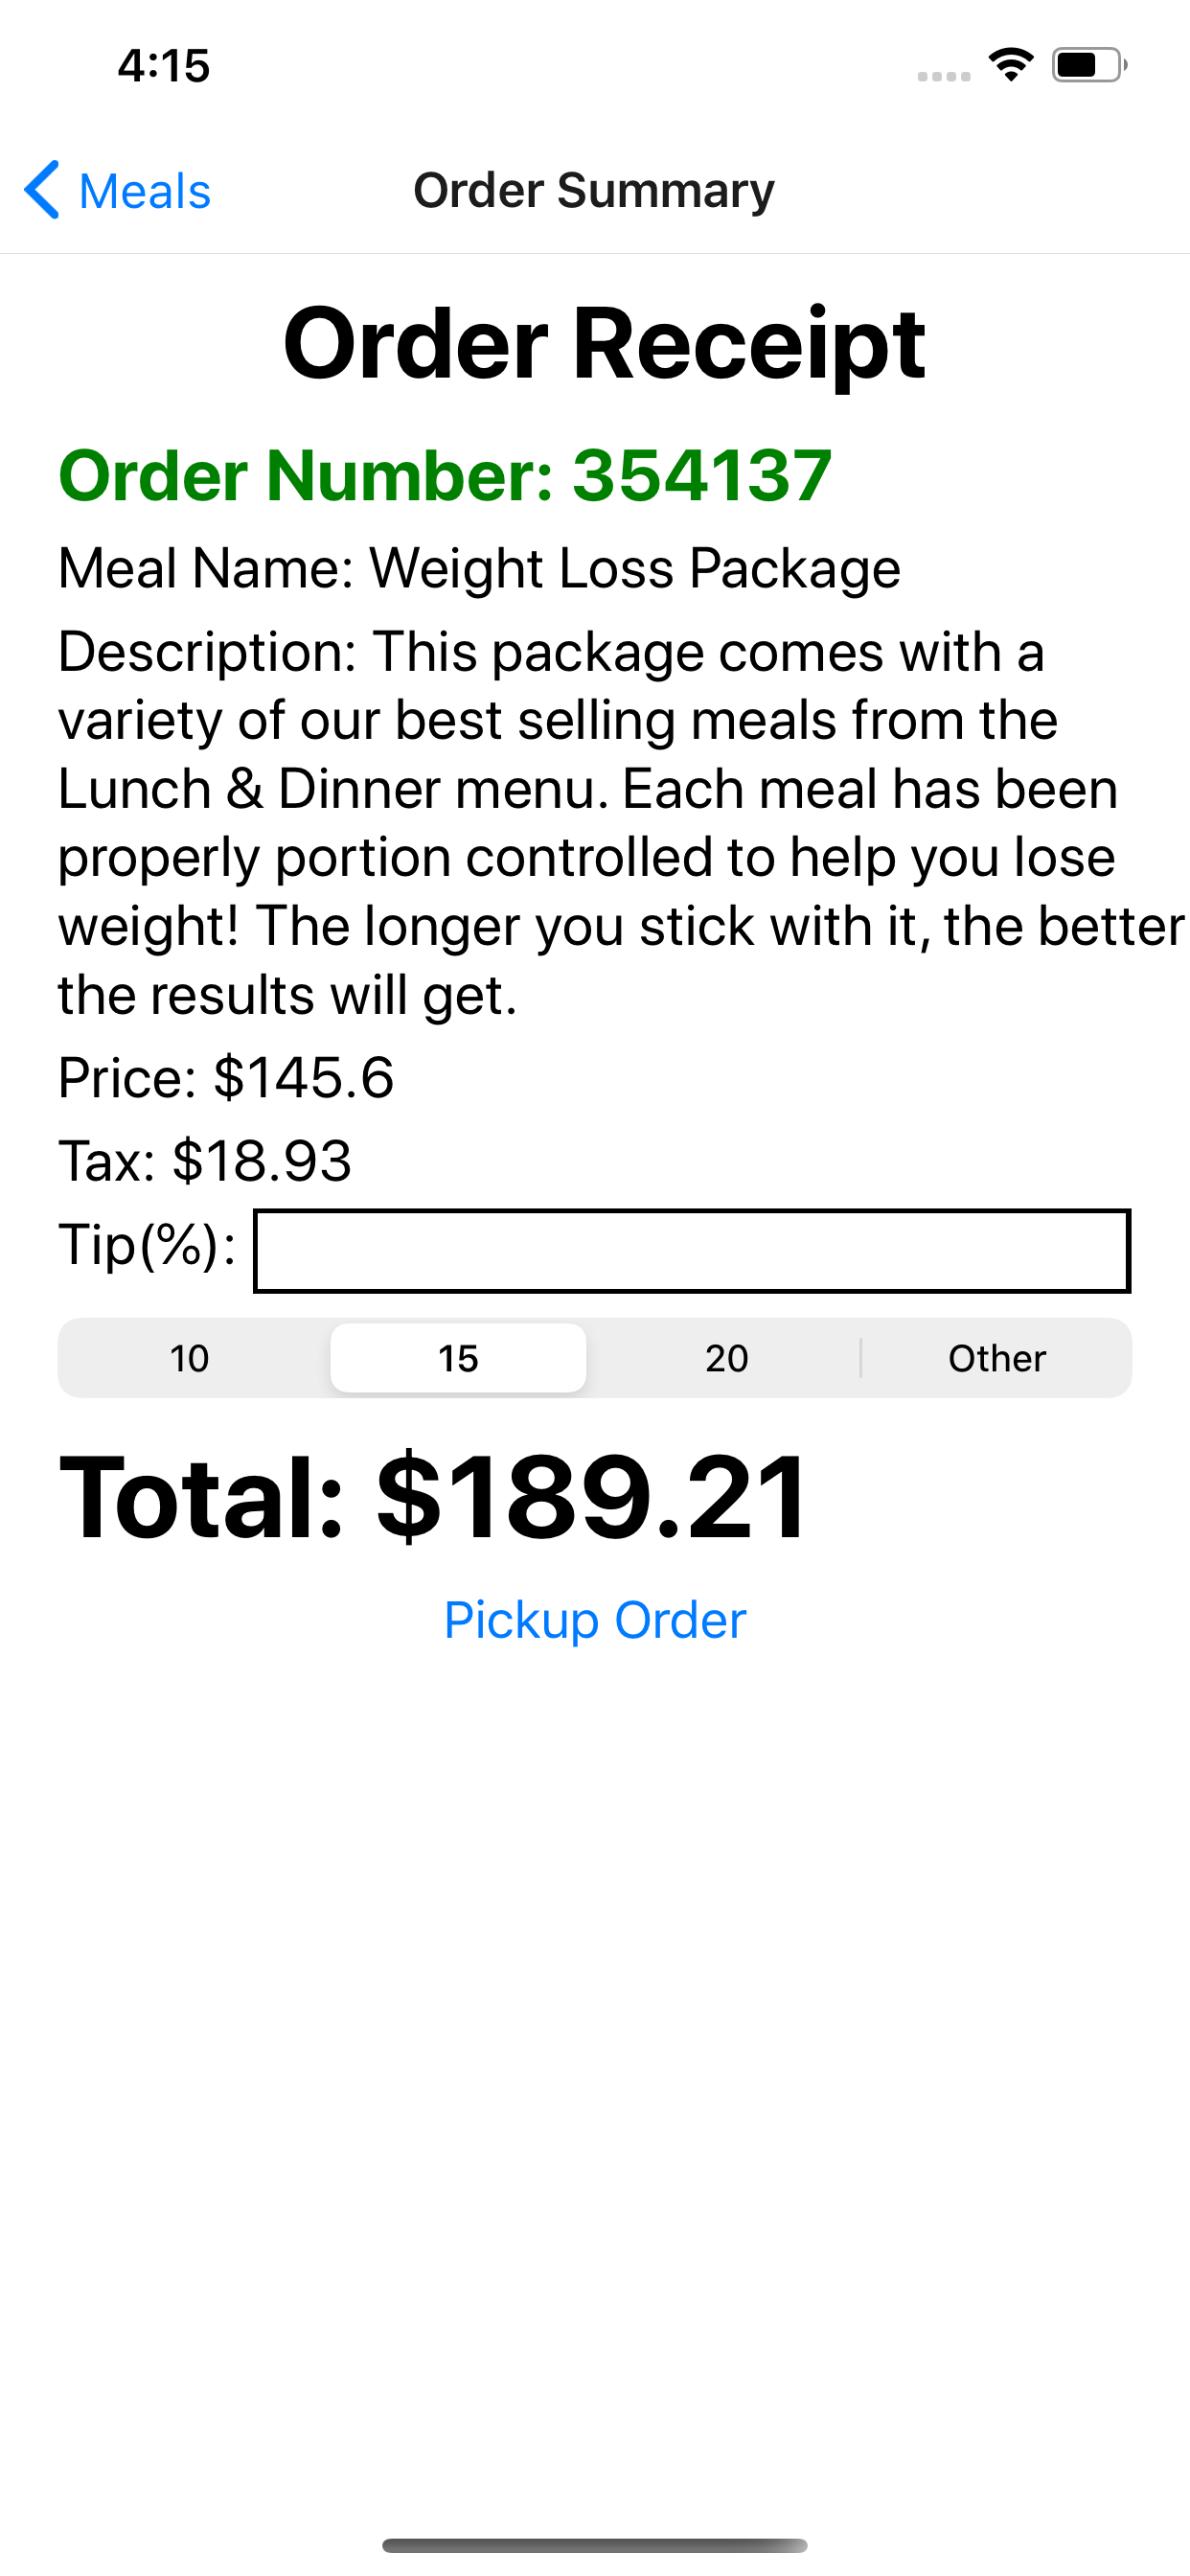 4:15
Meals
Order Summary
Order Receipt
Order Number: 354137
Meal Name: Weight Loss Package
Description: This package comes with a
variety of our best selling meals from the
Lunch & Dinner menu. Each meal has been
properly portion controlled to help you lose
weight! The longer you stick with it, the better
the results will get.
Price: $145.6
Tax: $18.93
Tip(%):
10 15 20 Other
Total: $189.21
Pickup Order